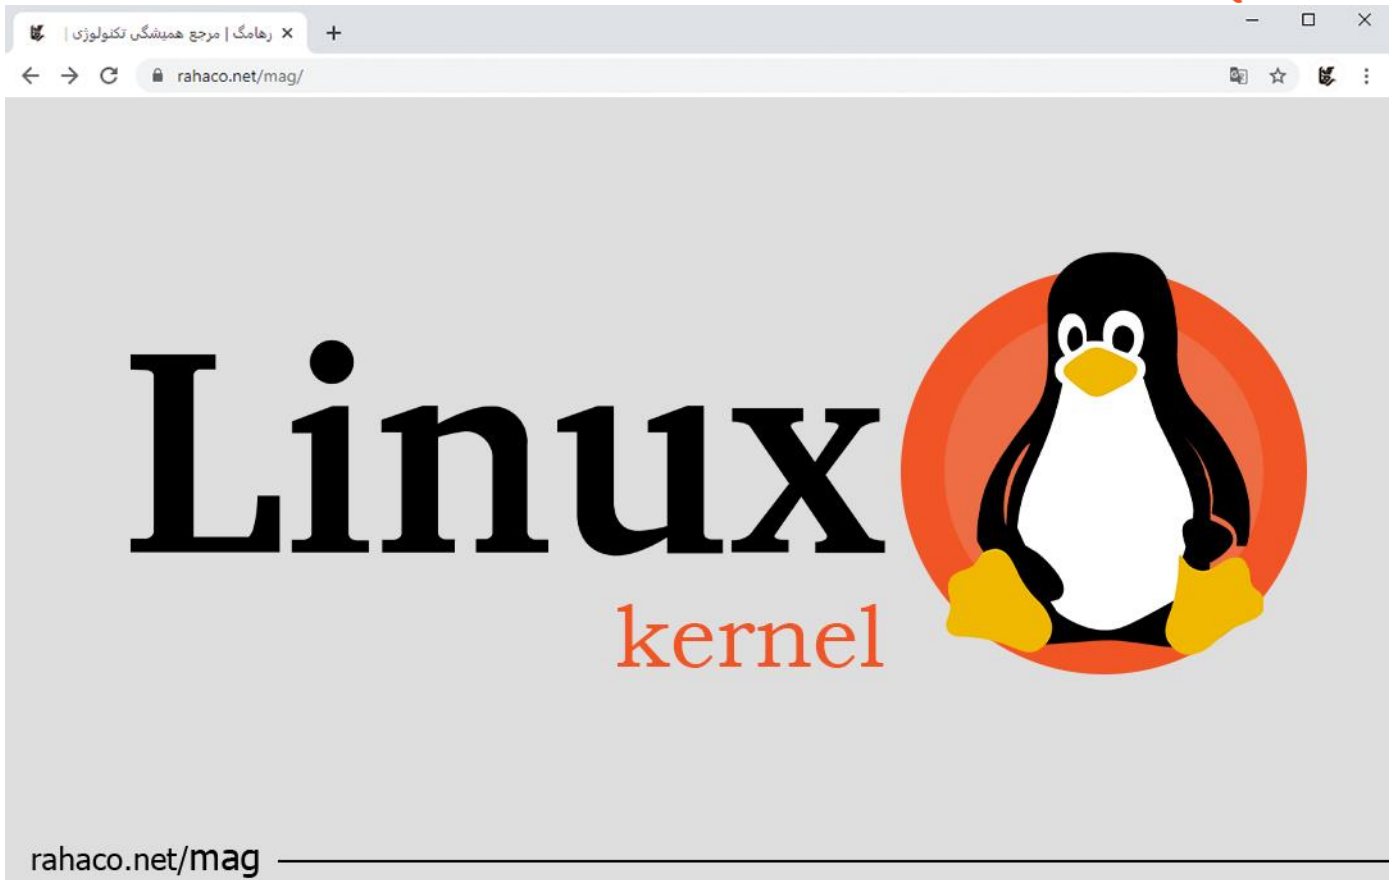 رهامگ | مرجع همیشگی تکنولوژی |
rahaco.net/mag/
Linux
kernel
rahaco.net/mag